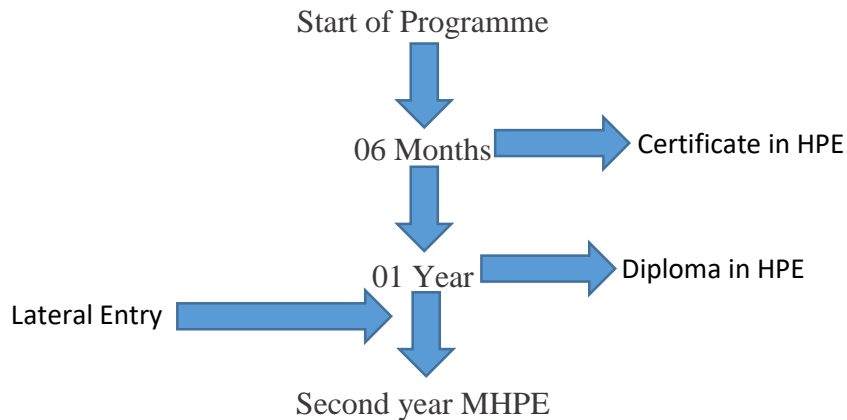 Start of Programme
06 Months
Certificate in HPE
01 Year
Diploma in HPE
Lateral Entry
Second year MHPE